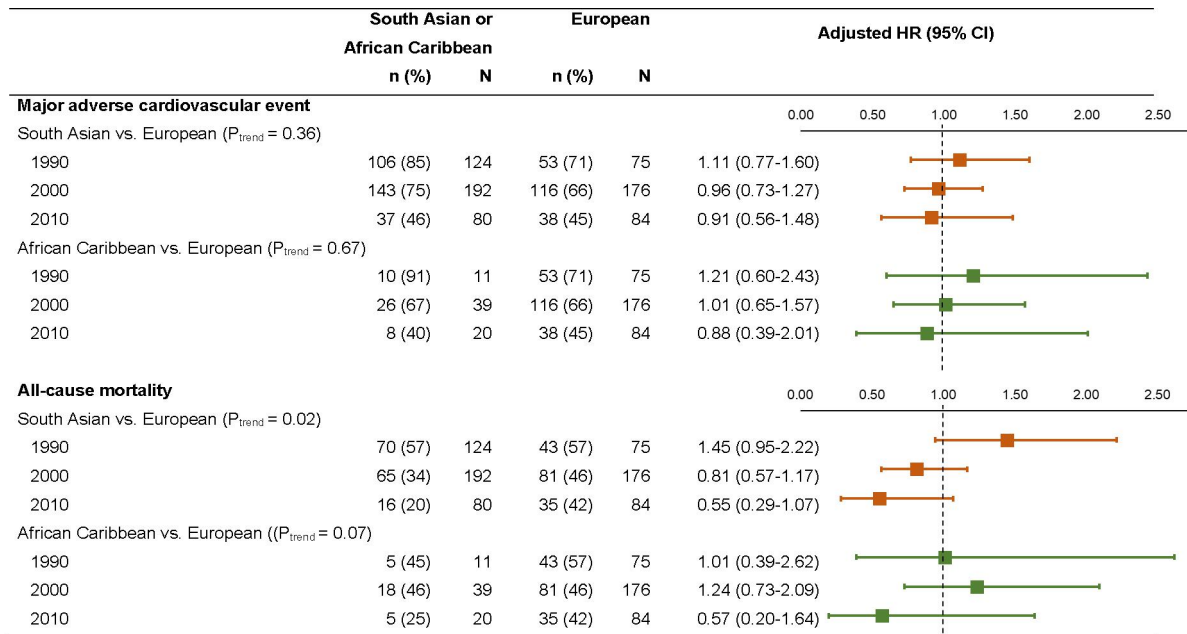 South Asian or African Caribbean European Adjusted HR (95% CI)
n (%) N n (%) N
Major adverse cardiovascular event 0.00 0.50 1.00 1.50 2.00 2.50
South Asian vs. European (Ptrend = 0.36)
1990 106 (85) 124 53 (71) 75 1.11 (0.77-1.60)
2000 143 (75) 192 116 (66) 176 0.96 (0.73-1.27)
2010 37 (46) 80 38 (45) 84 0.91 (0.56-1.48)
African Caribbean vs. European (Ptrend = 0.67)
1990 10 (91) 11 53 (71) 75 1.21 (0.60-2.43)
2000 26 (67) 39 116 (66) 176 1.01 (0.65-1.57)
2010 8 (40) 20 38 (45) 84 0.88 (0.39-2.01)
All-cause mortality 0.00 0.50 1.00 1.50 2.00 2.50
South Asian vs. European (Ptrend = 0.02)
1990 70 (57) 124 43 (57) 75 1.45 (0.95-2.22)
2000 65 (34) 192 81 (46) 176 0.81 (0.57-1.17)
2010 16 (20) 80 35 (42) 84 0.55 (0.29-1.07)
African Caribbean vs. European ((Ptrend = 0.07)
1990 5 (45) 11 43 (57) 75 1.01 (0.39-2.62)
2000 18 (46) 39 81 (46) 176 1.24 (0.73-2.09)
2010 5 (25) 20 35 (42) 84 0.57 (0.20-1.64)